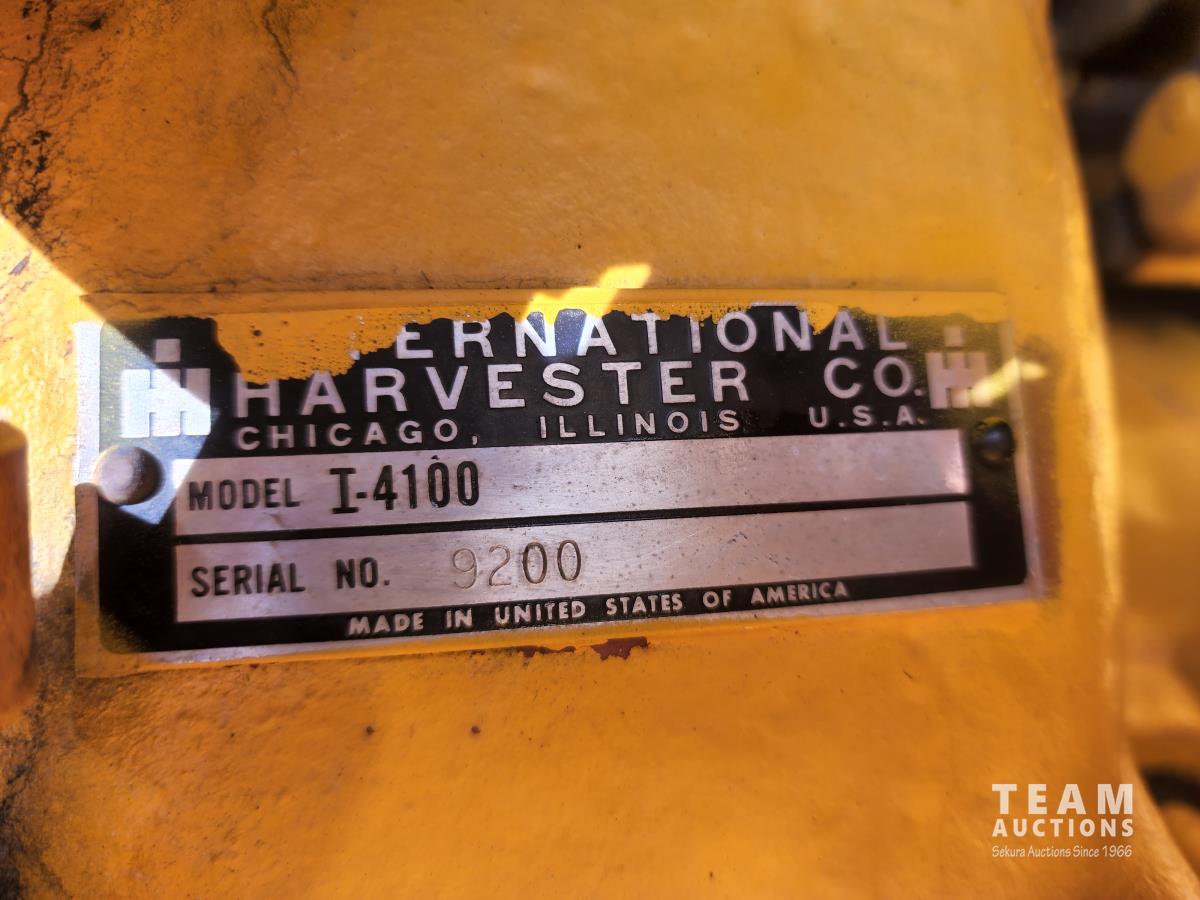 ERNATIONAL
HARVESTER CO.
CHICAGO, ILLINOIS U.S.A.
MODEL I-4100
SERIAL NO. 9200
MADE IN UNITED STATES OF AMERICA
TEAM
AUCTIONS
Sekura Auctions Since 1966